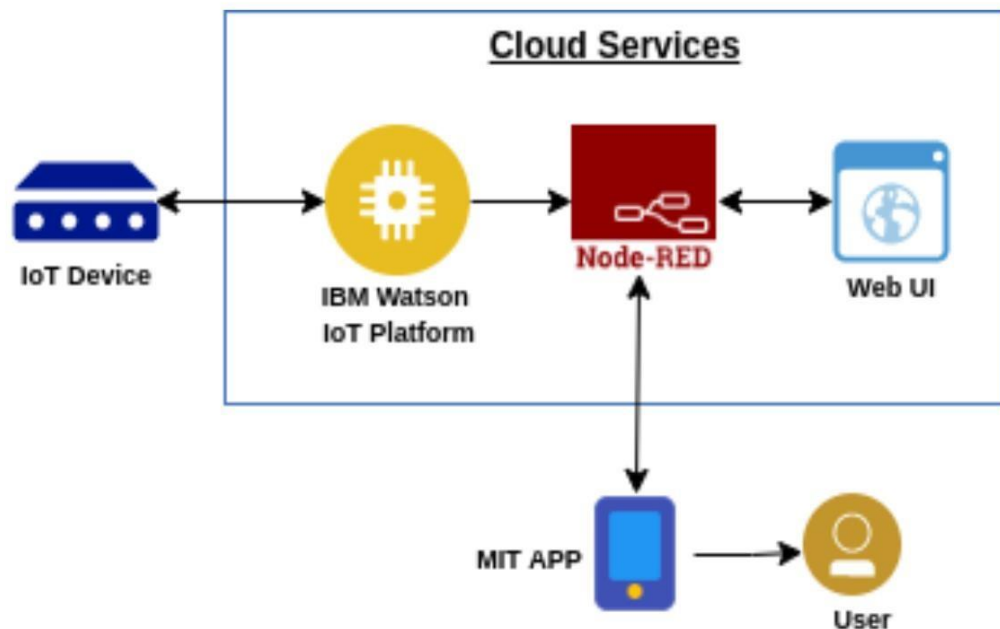 Cloud Services
IoT Device
IBM Watson
IoT Platform
Node-RED
Web UI
MIT APP
User